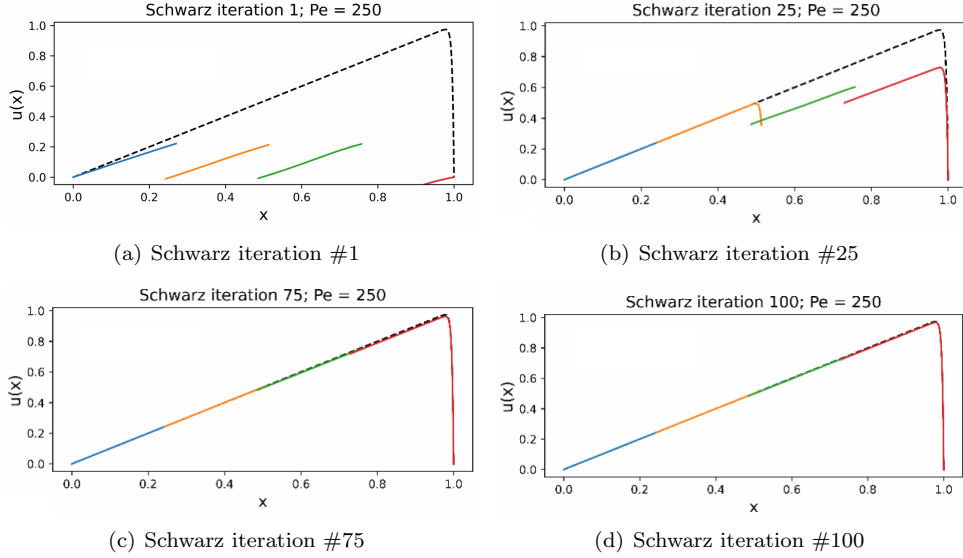 Schwarz iteration 1; Pe = 250
u(x)
1.0
0.8
0.6
0.4
0.2
0.0
0.0 0.2 0.4 0.6 0.8 1.0
x
(a) Schwarz iteration #1
Schwarz iteration 25; Pe = 250
u(x)
1.0
0.8
0.6
0.4
0.2
0.0
0.0 0.2 0.4 0.6 0.8 1.0
x
(b) Schwarz iteration #25
Schwarz iteration 75; Pe = 250
u(x)
1.0
0.8
0.6
0.4
0.2
0.0
0.0 0.2 0.4 0.6 0.8 1.0
x
(c) Schwarz iteration #75
Schwarz iteration 100; Pe = 250
u(x)
1.0
0.8
0.6
0.4
0.2
0.0
0.0 0.2 0.4 0.6 0.8 1.0
x
(d) Schwarz iteration #100